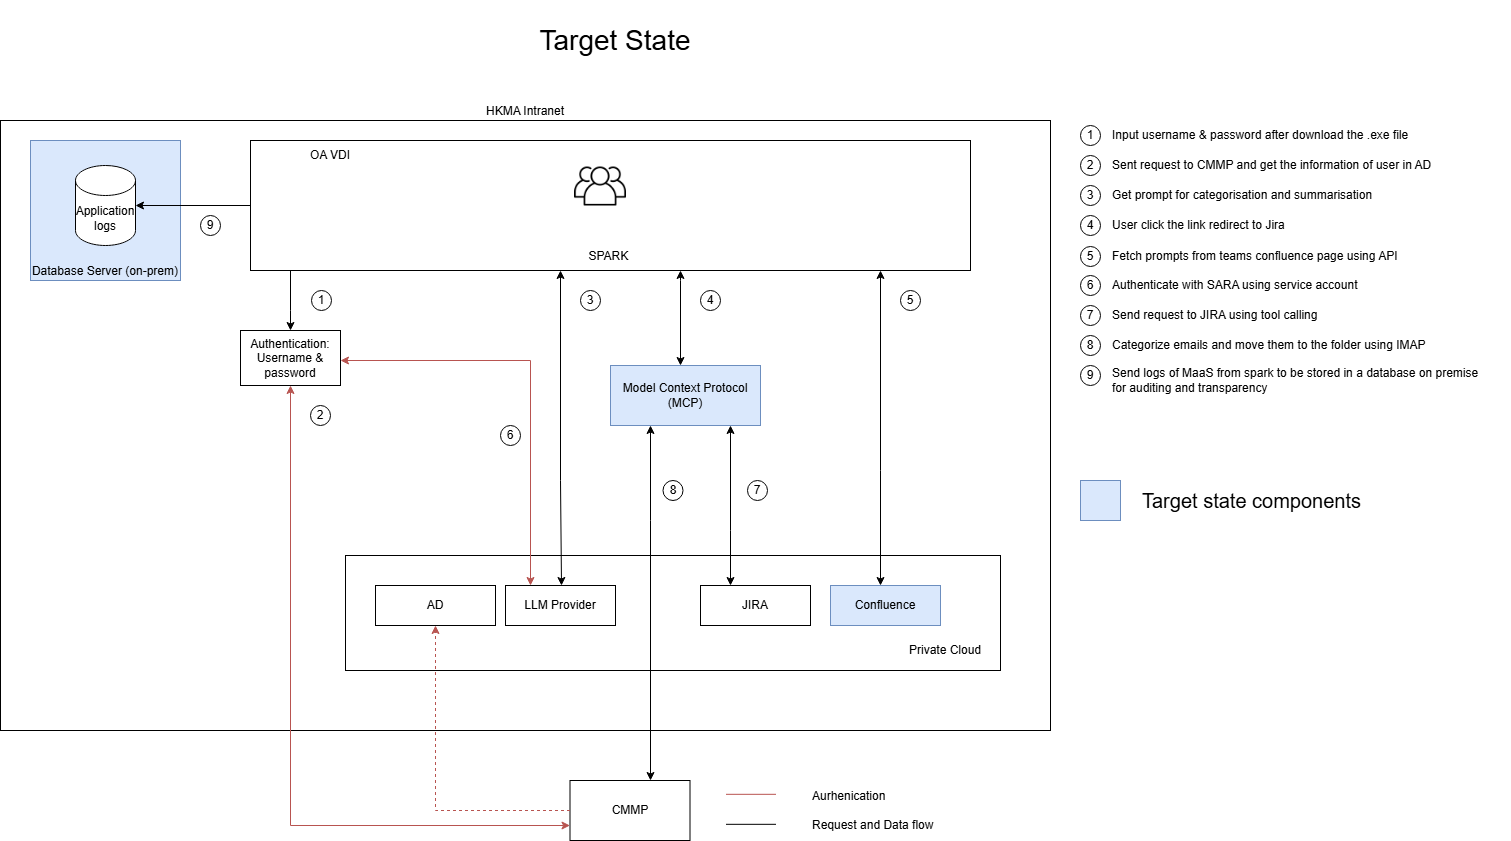 Target State
HKMA Intranet
OA VDI
Application
logs
9
Database Server (on-prem)
SPARK
1
3
4
5
Authentication:
Username &
password
2
6
Model Context Protocol
(MCP)
8
7
AD
LLM Provider
JIRA
Confluence
Private Cloud
CMMP
Aurhenication
Request and Data flow
1 Input username & password after download the .exe file
2 Sent request to CMMP and get the information of user in AD
3 Get prompt for categorisation and summarisation
4 User click the link redirect to Jira
5 Fetch prompts from teams confluence page using API
6 Authenticate with SARA using service account
7 Send request to JIRA using tool calling
8 Categorize emails and move them to the folder using IMAP
9 Send logs of MaaS from spark to be stored in a database on premise
for auditing and transparency
Target state components